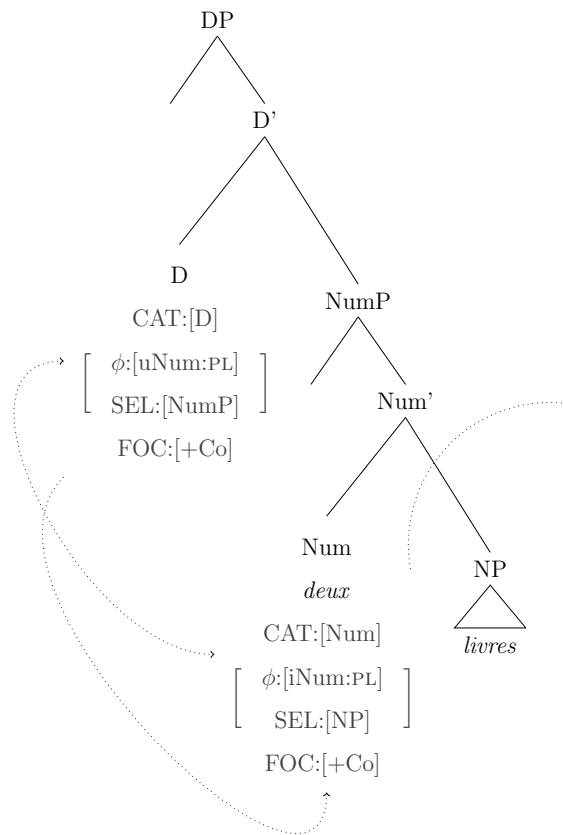 DP
D'
D
CAT:[D]
ϕ:[uNum:PL]
SEL:[NumP]
FOC:[+Co]
NumP
Num'
Num
deux
CAT:[Num]
ϕ:[iNum:PL]
SEL:[NP]
FOC:[+Co]
NP
livres